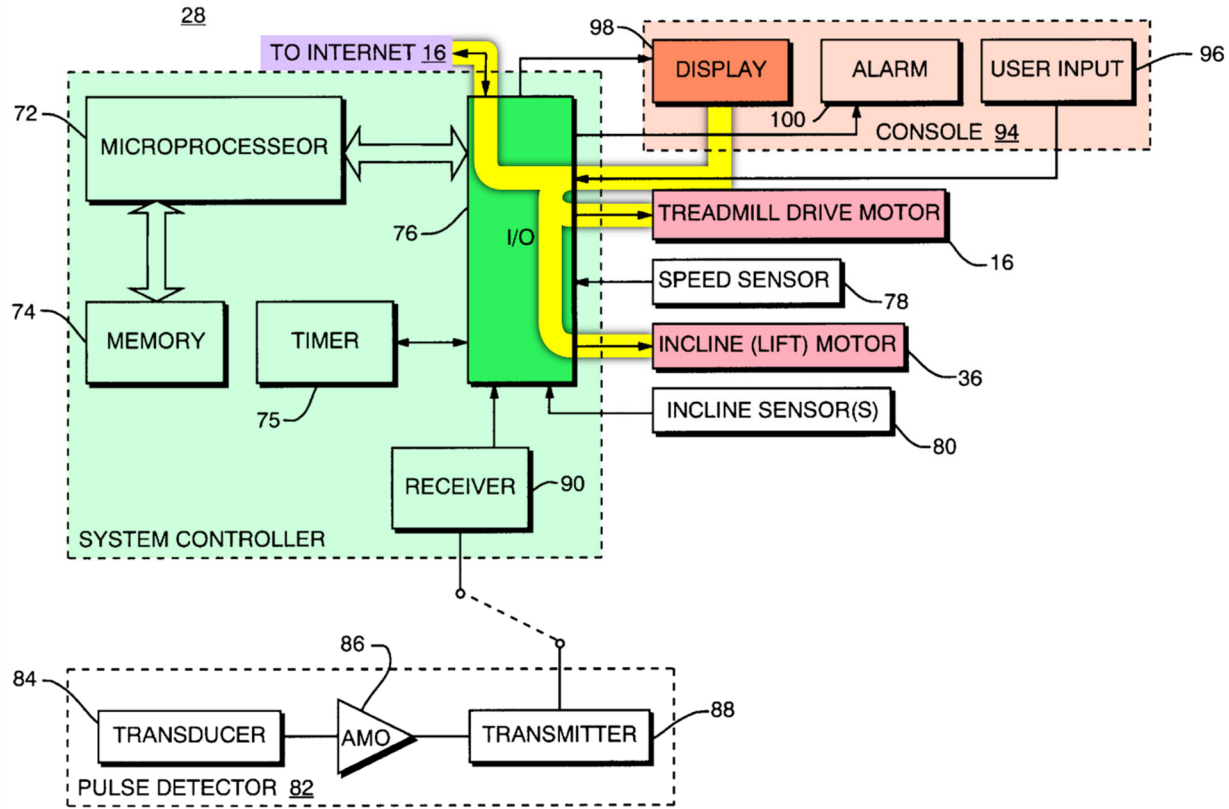 28
TO INTERNET 16
98
DISPLAY
ALARM
USER INPUT
96
100
CONSOLE 94
72
MICROPROCESSEOR
76
I/O
TREADMILL DRIVE MOTOR
16
SPEED SENSOR
78
74
MEMORY
TIMER
75
INCLINE (LIFT) MOTOR
36
INCLINE SENSOR(S)
80
RECEIVER
90
SYSTEM CONTROLLER
86
84
TRANSDUCER
AMO
TRANSMITTER
88
PULSE DETECTOR 82